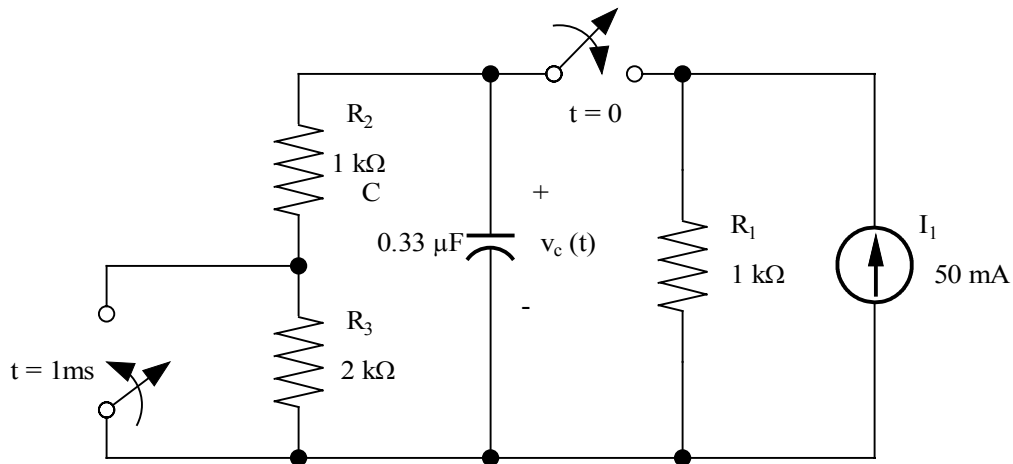 t = 0
R2
1 kΩ
C
0.33 µF
+
vc (t)
-
R1
1 kΩ
I1
50 mA
R3
2 kΩ
t = 1ms